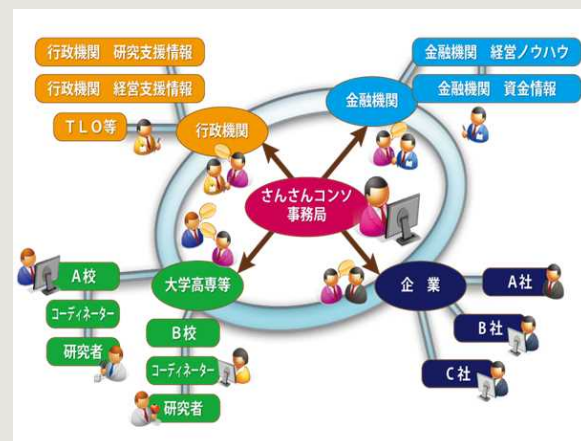 行政機関　研究支援情報
行政機関　経営支援情報
TLO等
行政機関
金融機関　経営ノウハウ
金融機関　資金情報
金融機関
さんさんコンソ
事務局
大学高専等
A校
コーディネーター
研究者
B校
コーディネーター
研究者
企　業
A社
B社
C社